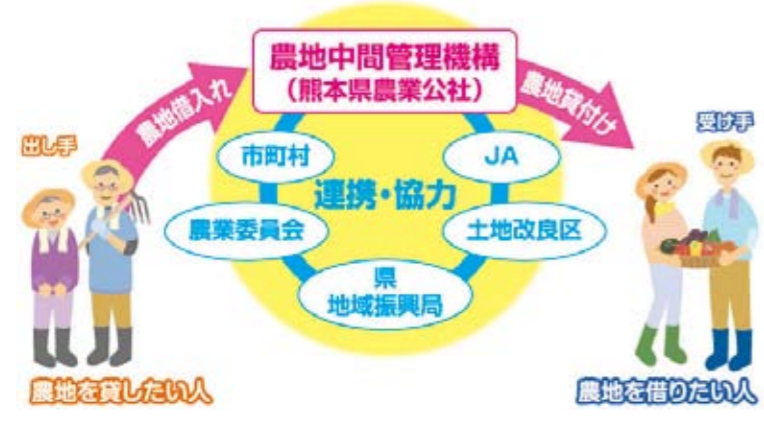 農地中間管理機構
（熊本県農業公社）
農地借入れ
農地貸付け
出し手
受け手
市町村
JA
連携・協力
農業委員会
土地改良区
県
地域振興局
農地を貸したい人
農地を借りたい人